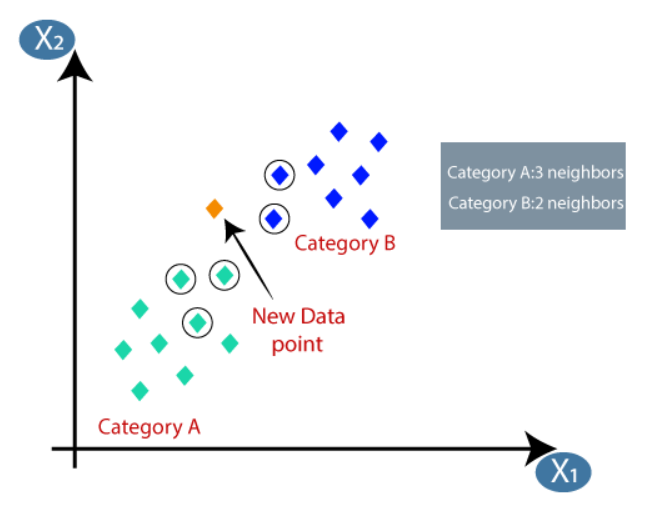 X2
Category A:3 neighbors
Category B:2 neighbors
Category B
New Data
point
Category A
X1